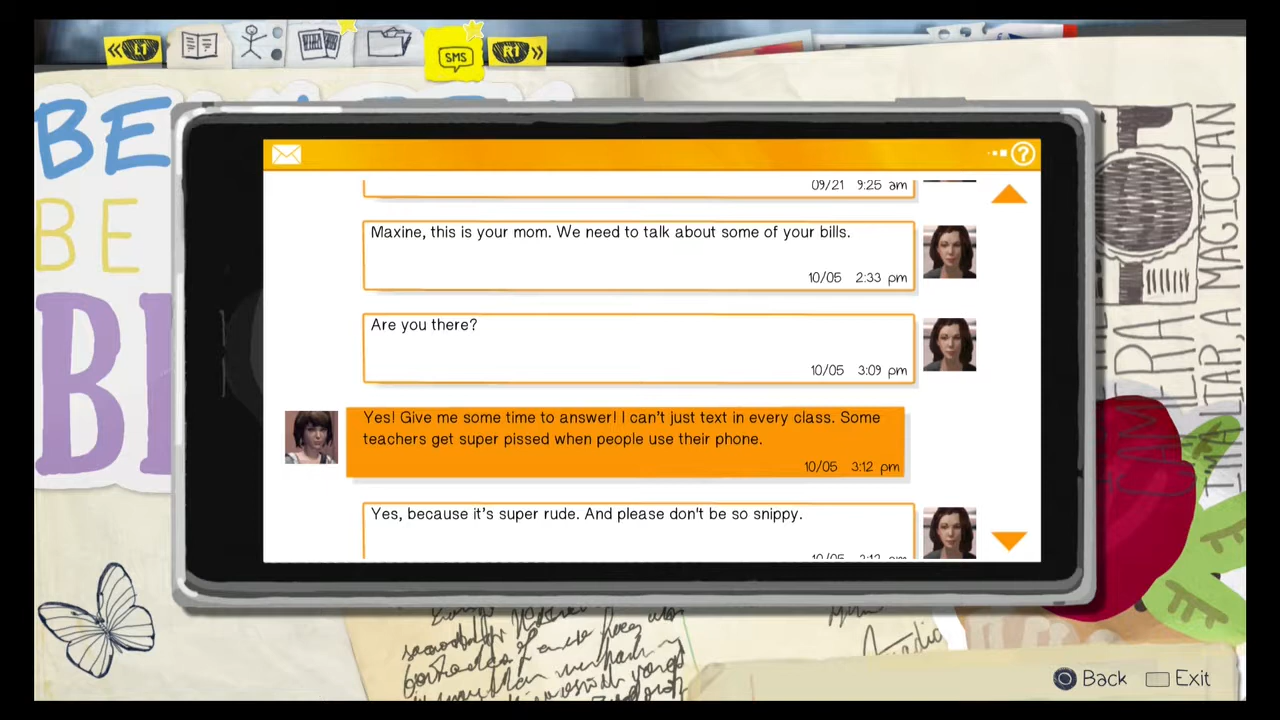 L1
SMS
R1
BE
BE
BE
?
09/21 9:25 am
Maxine, this is your mom. We need to talk about some of your bills.
10/05 2:33 pm
Are you there?
10/05 3:09 pm
Yes! Give me some time to answer! I can't just text in every class. Some
teachers get super pissed when people use their phone.
10/05 3:12 pm
Yes, because it's super rude. And please don't be so snippy.
LIAR, A MAGICIAN
Back
Exit